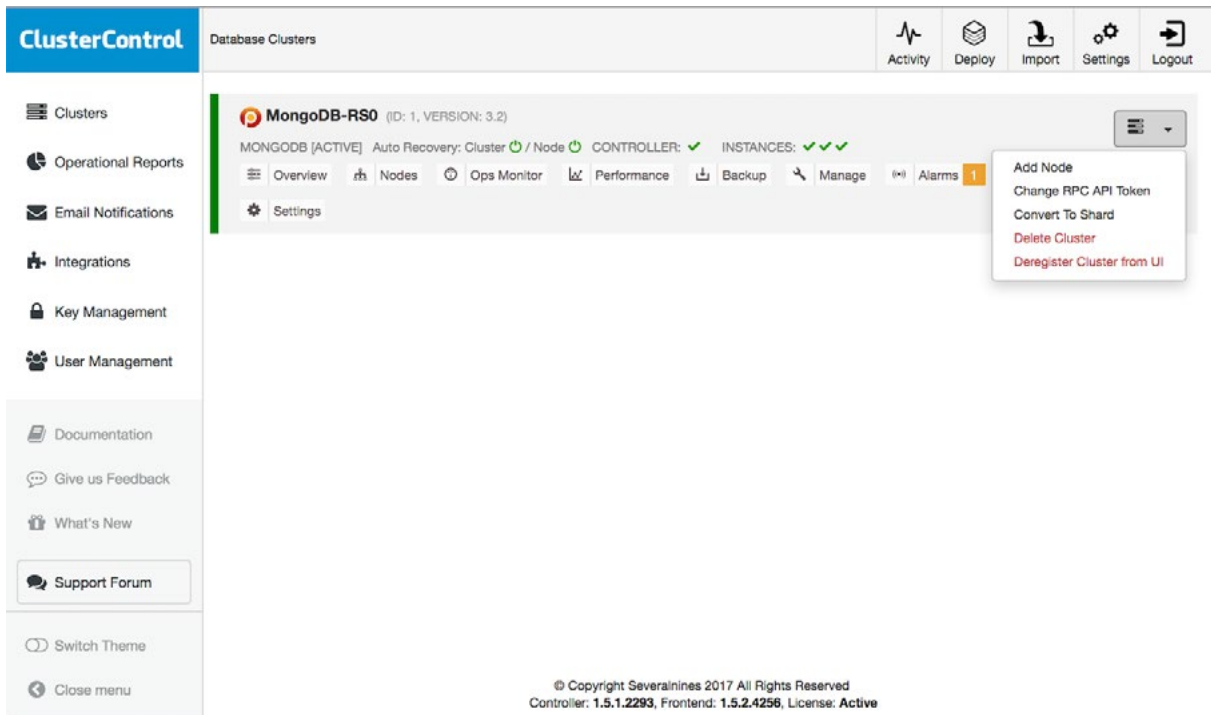 ClusterControl
Database Clusters
Activity
Deploy
Import
Settings
Logout
Clusters
Operational Reports
Email Notifications
Integrations
Key Management
User Management
Documentation
Give us Feedback
What's New
Support Forum
Switch Theme
Close menu
MongoDB-RS0 (ID: 1, VERSION: 3.2)
MONGODB [ACTIVE] Auto Recovery: Cluster / Node CONTROLLER: INSTANCES:
Overview Nodes Ops Monitor Performance Backup Manage Alarms 1
Settings
Add Node
Change RPC API Token
Convert To Shard
Delete Cluster
Deregister Cluster from UI
© Copyright Severalnines 2017 All Rights Reserved
Controller: 1.5.1.2293, Frontend: 1.5.2.4256, License: Active